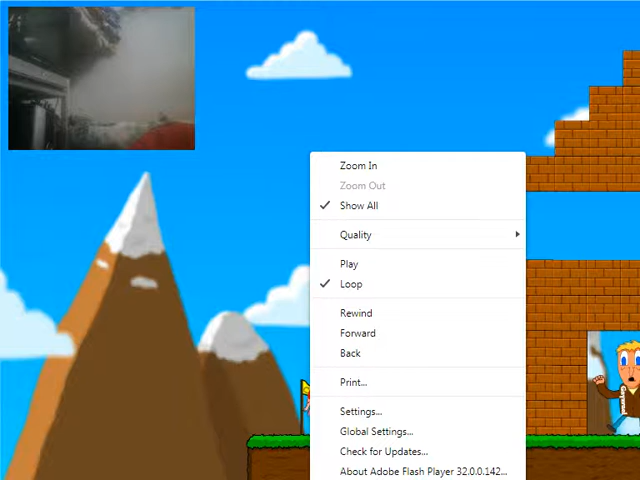 Zoom In
Zoom Out
Show All
Quality
Play
Loop
Rewind
Forward
Back
Print...
Settings...
Global Settings...
Check for Updates...
About Adobe Flash Player 32.0.0.142...